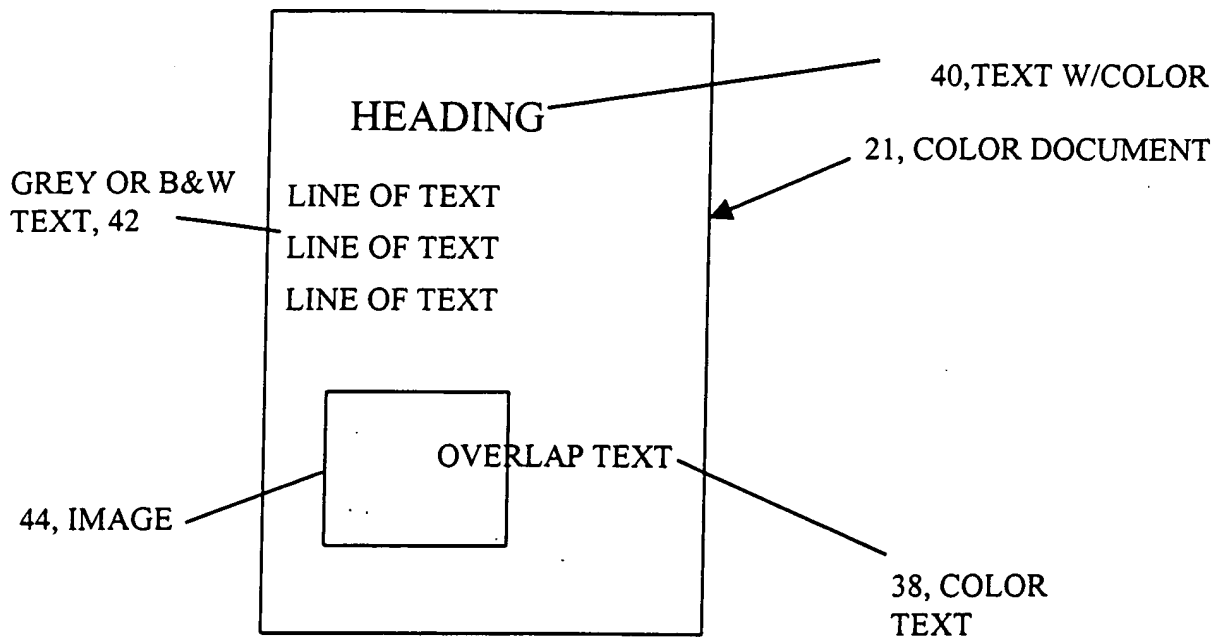 40,TEXT W/COLOR
HEADING
21, COLOR DOCUMENT
GREY OR B&W
TEXT, 42
LINE OF TEXT
LINE OF TEXT
LINE OF TEXT
OVERLAP TEXT
44, IMAGE
38, COLOR
TEXT